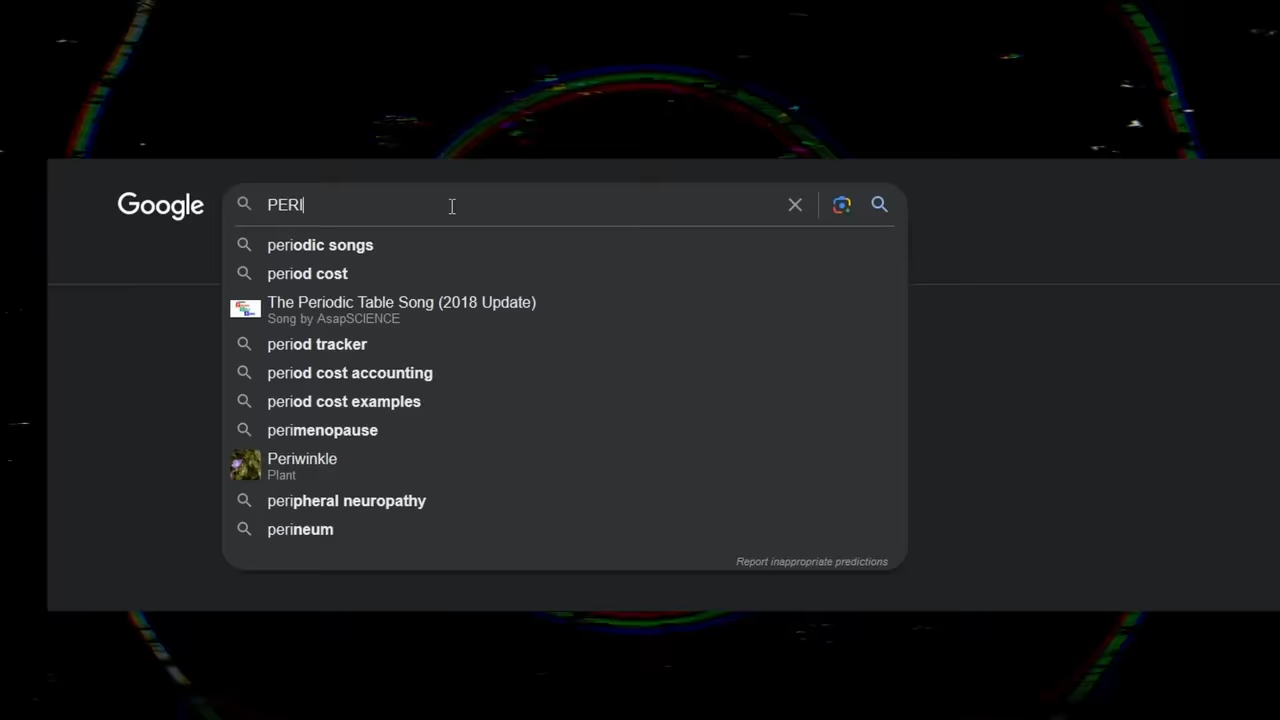 Google
PERI
periodic songs
period cost
The Periodic Table Song (2018 Update)
Song by AsapSCIENCE
period tracker
period cost accounting
period cost examples
perimenopause
Periwinkle
Plant
peripheral neuropathy
perineum
Report inappropriate predictions